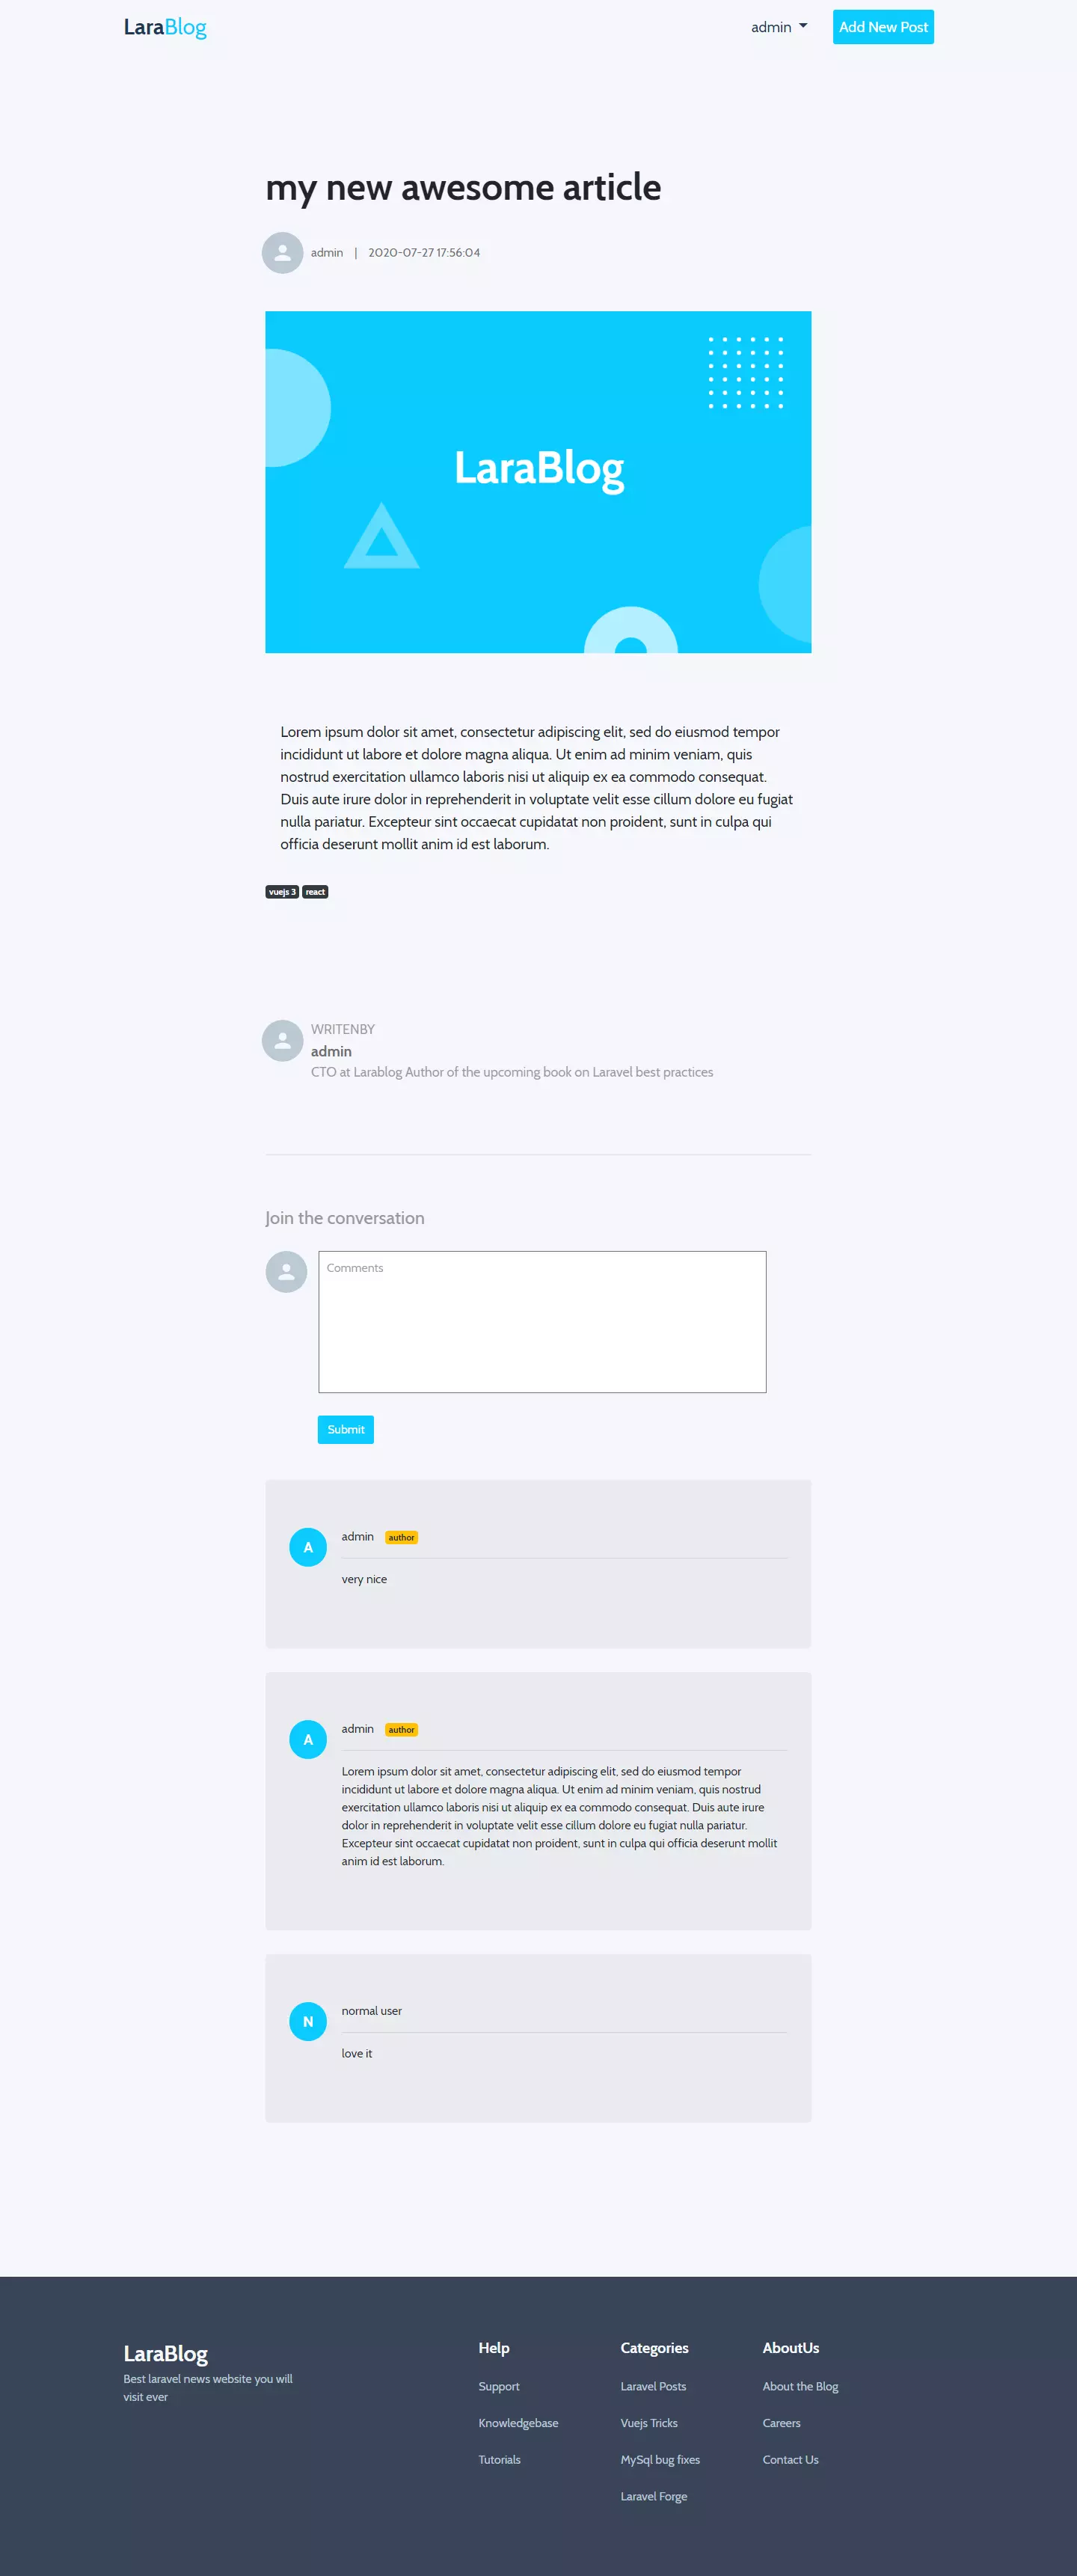 LaraBlog
admin
Add New Post
my new awesome article
admin | 2020-07-27 17:56:04
LaraBlog
Lorem ipsum dolor sit amet, consectetur adipiscing elit, sed do eiusmod tempor
incididunt ut labore et dolore magna aliqua. Ut enim ad minim veniam, quis
nostrud exercitation ullamco laboris nisi ut aliquip ex ea commodo consequat.
Duis aute irure dolor in reprehenderit in voluptate velit esse cillum dolore eu fugiat
nulla pariatur. Excepteur sint occaecat cupidatat non proident, sunt in culpa qui
officia deserunt mollit anim id est laborum.
vuejs 3 react
WRITENBY
admin
CTO at Larablog Author of the upcoming book on Laravel best practices
Join the conversation
Comments
Submit
A
admin author
very nice
A
admin author
Lorem ipsum dolor sit amet, consectetur adipiscing elit, sed do eiusmod tempor
incididunt ut labore et dolore magna aliqua. Ut enim ad minim veniam, quis nostrud
exercitation ullamco laboris nisi ut aliquip ex ea commodo consequat. Duis aute irure
dolor in reprehenderit in voluptate velit esse cillum dolore eu fugiat nulla pariatur.
Excepteur sint occaecat cupidatat non proident, sunt in culpa qui officia deserunt mollit
anim id est laborum.
N
normal user
love it
LaraBlog
Best laravel news website you will
visit ever
Help
Support
Knowledgebase
Tutorials
Categories
Laravel Posts
Vuejs Tricks
MySql bug fixes
Laravel Forge
AboutUs
About the Blog
Careers
Contact Us